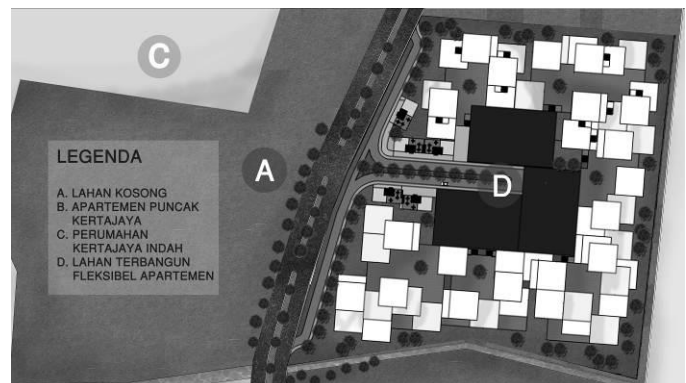 C
A
D
LEGENDA
A. LAHAN KOSONG
B. APARTEMEN PUNCAK
KERTAJAYA
C. PERUMAHAN
KERTAJAYA INDAH
D. LAHAN TERBANGUN
FLEKSIBEL APARTEMEN